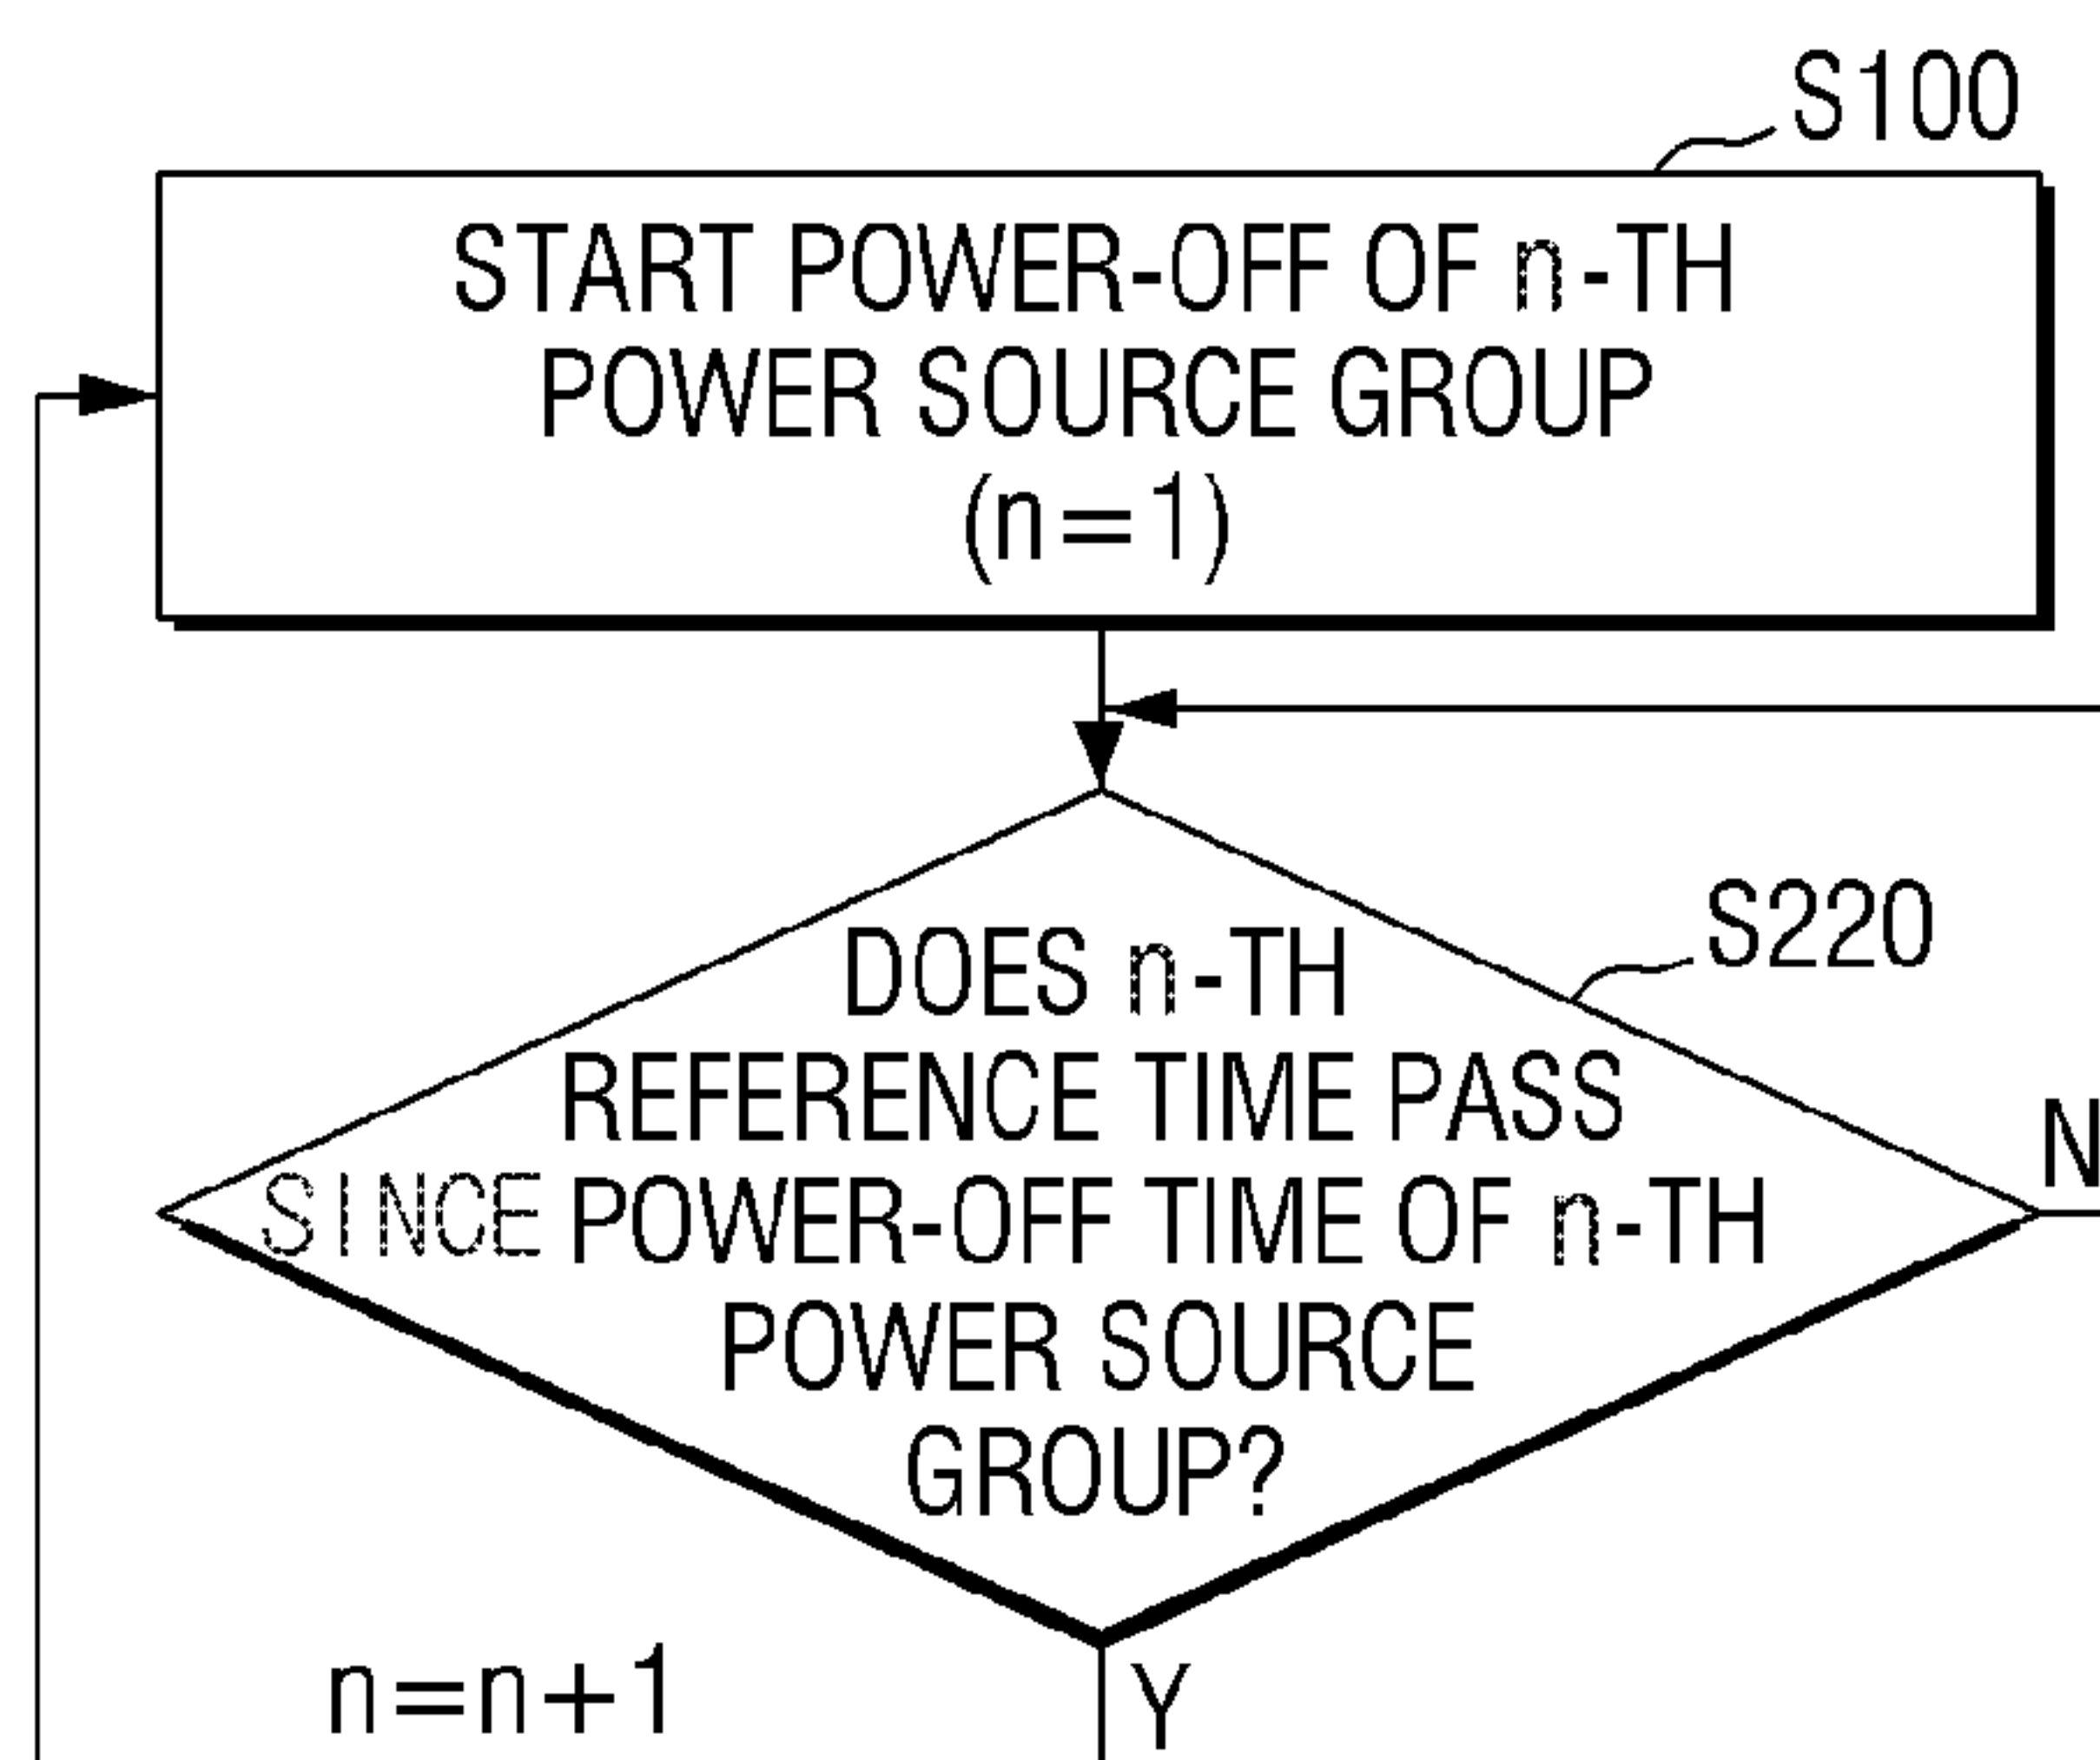 S100
START POWER-OFF OF n-TH
POWER SOURCE GROUP
(n=1)
S220
DOES n-TH
REFERENCE TIME PASS
SINCE POWER-OFF TIME OF n-TH
POWER SOURCE
GROUP?
N
n=n+1
Y